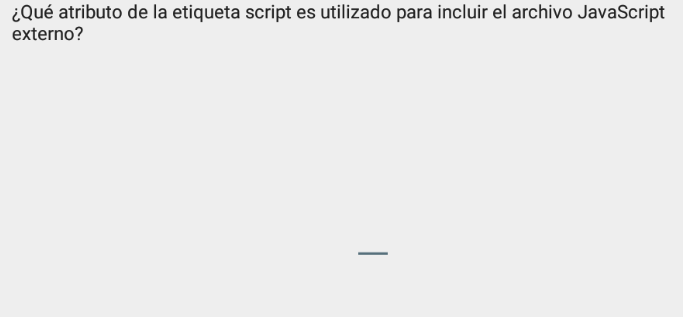 ¿Qué atributo de la etiqueta script es utilizado para incluir el archivo JavaScript
externo?